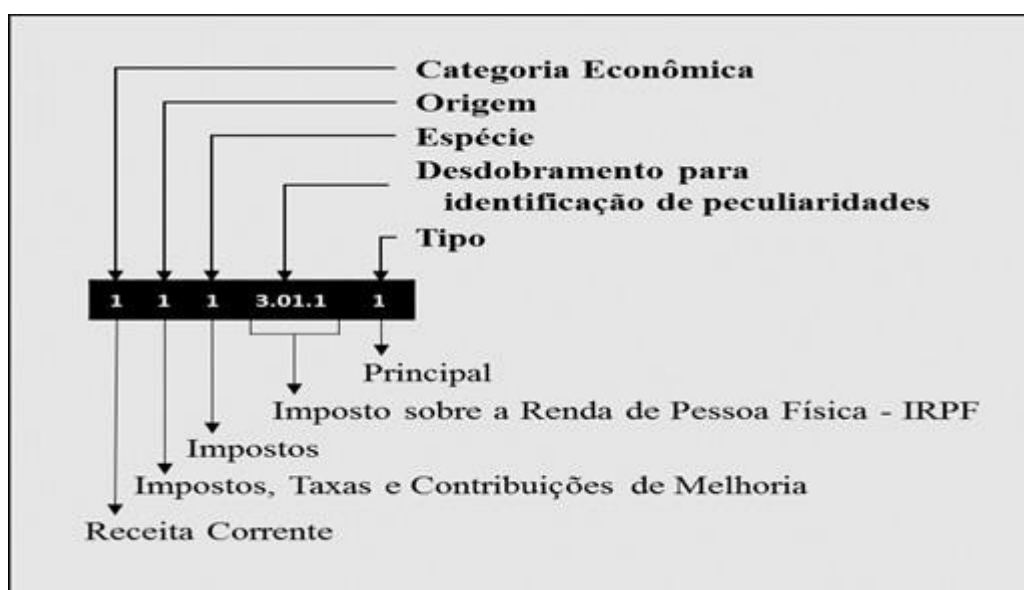 Categoria Econômica
Origem
Espécie
Desdobramento para
identificação de peculiaridades
Tipo
1 1 1 3.01.1 1
Principal
Imposto sobre a Renda de Pessoa Física - IRPF
Impostos
Impostos, Taxas e Contribuições de Melhoria
Receita Corrente